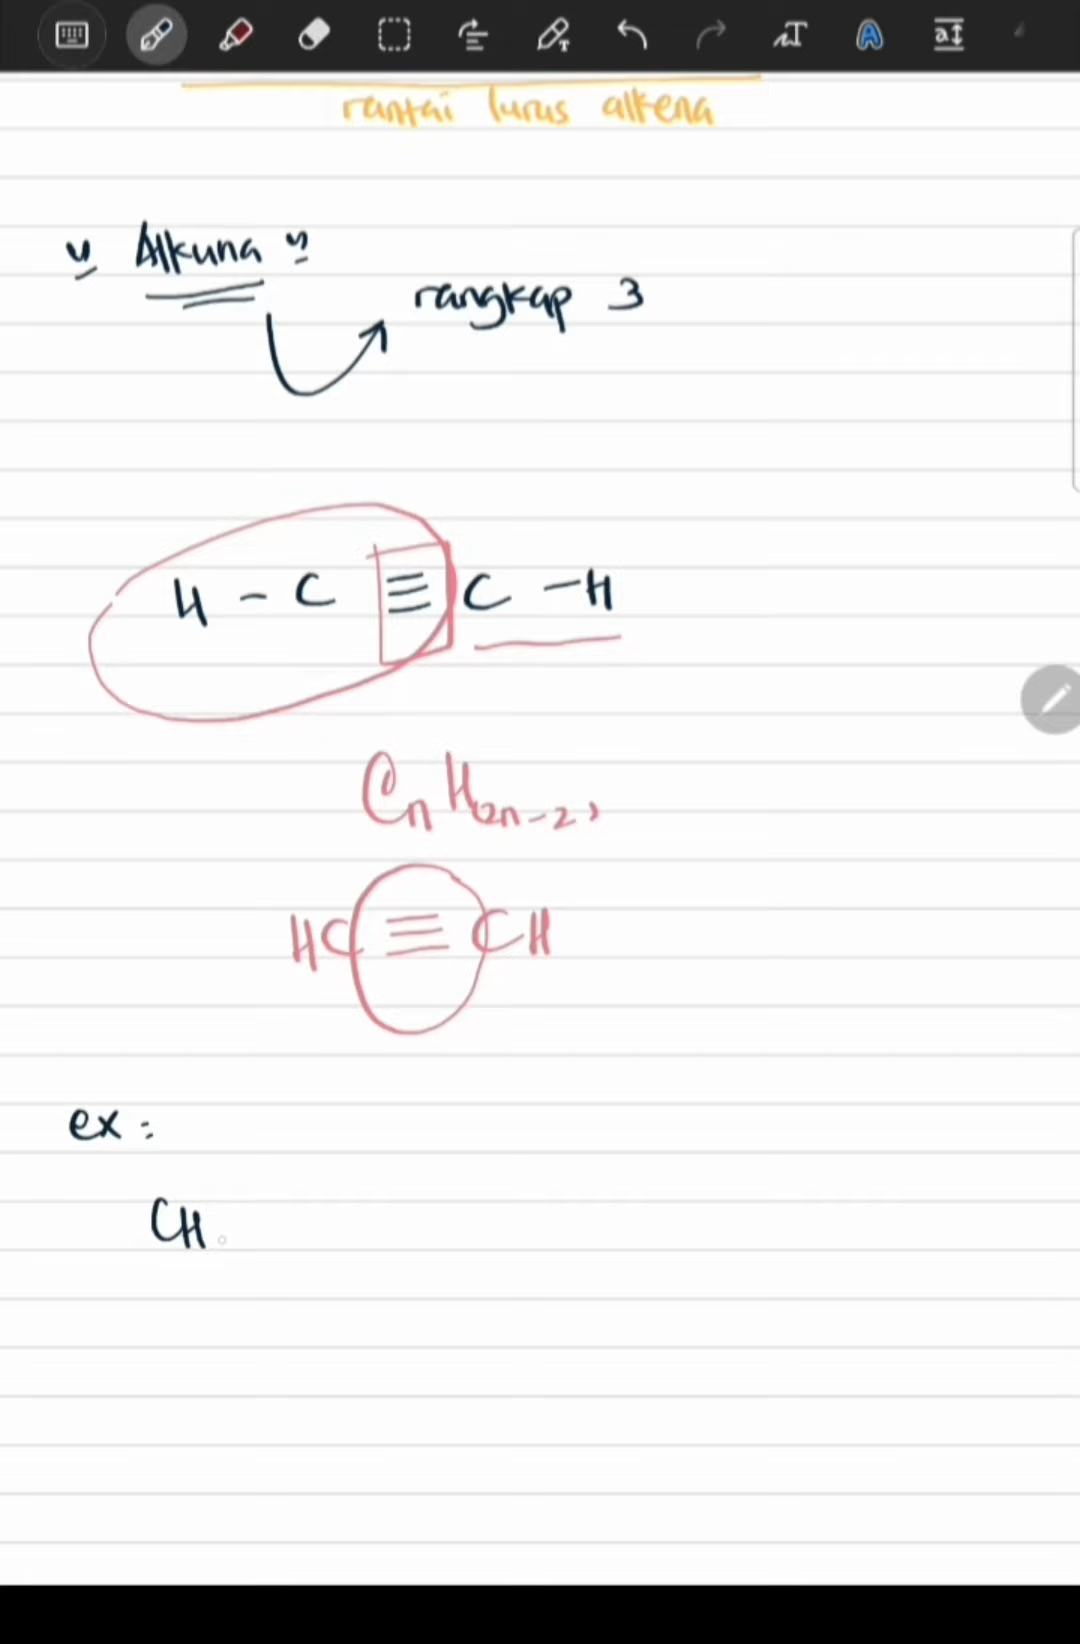 rantai lurus alkena
" Alkuna "
rangkap 3
H - C ≡ C - H
CnH2n-2,
HC ≡ CH
ex :
CH